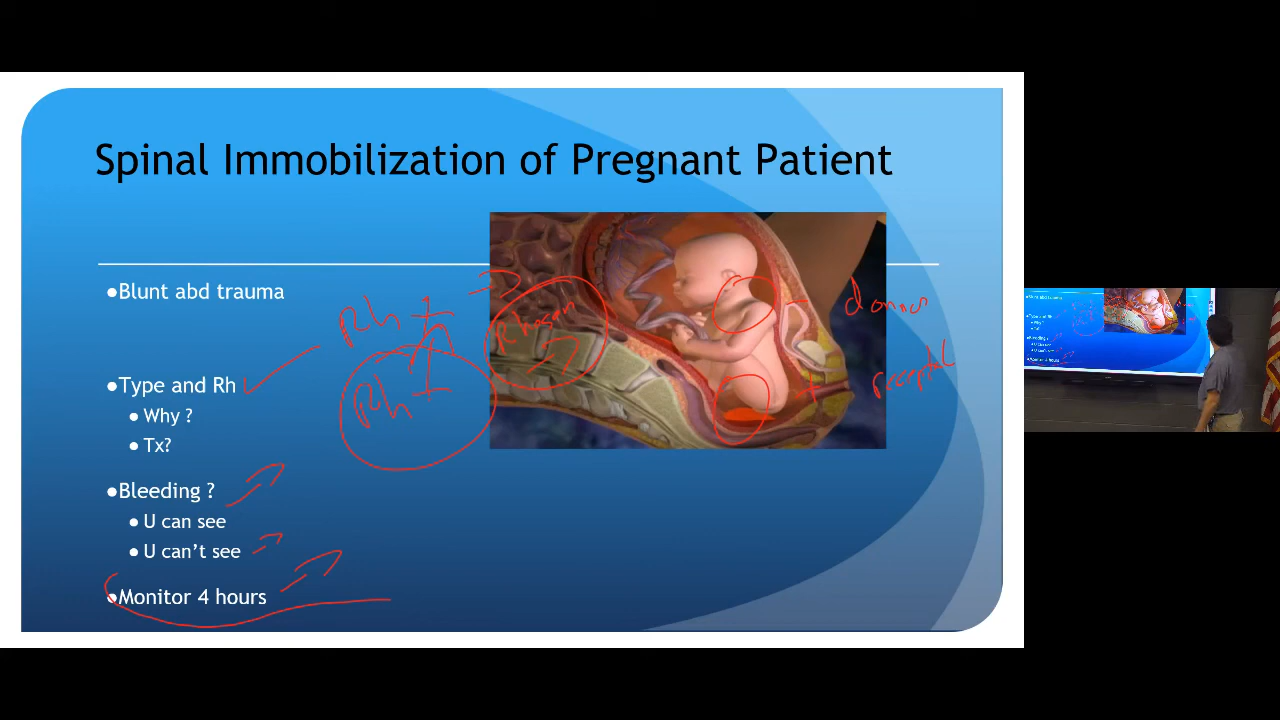 Spinal Immobilization of Pregnant Patient
●Blunt abd trauma
Rh +
Rhogam
donor
●Type and Rh
Rh -
+
● Why ?
● Tx?
●Bleeding ?
● U can see
● U can't see
●Monitor 4 hours